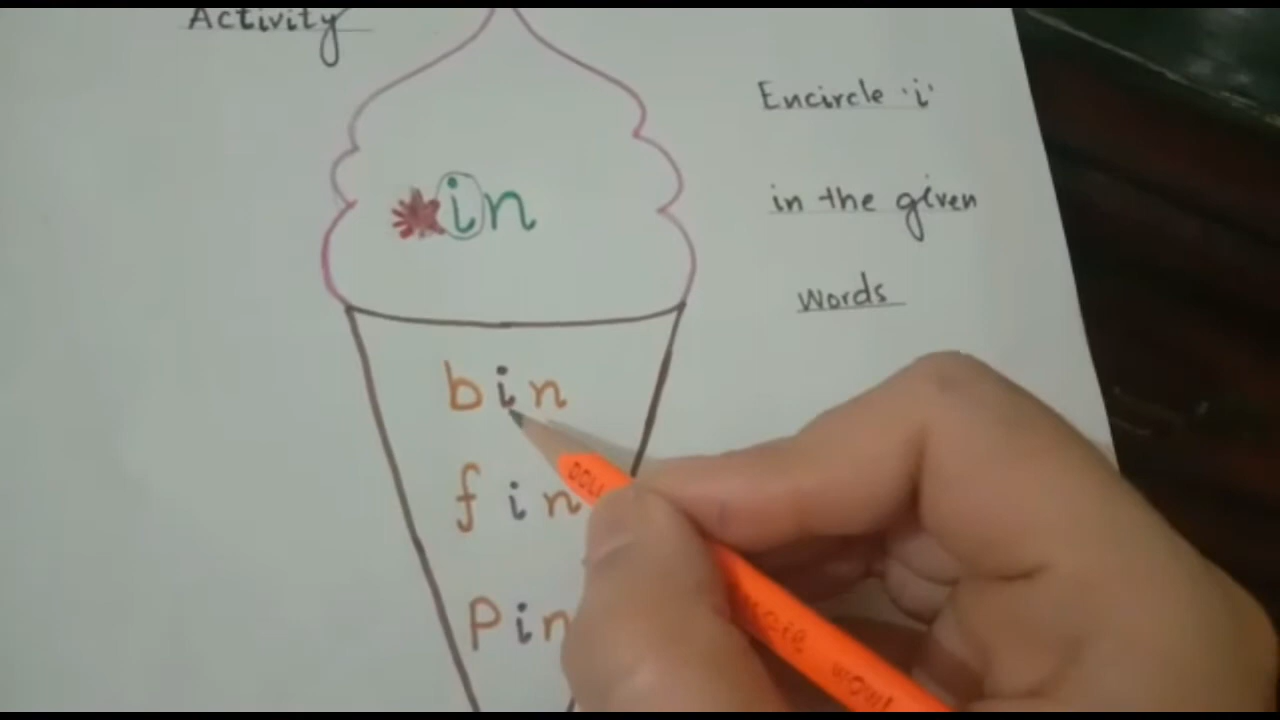 Activity
Encircle 'i'
in the given
words
in
bin
fin
Pin